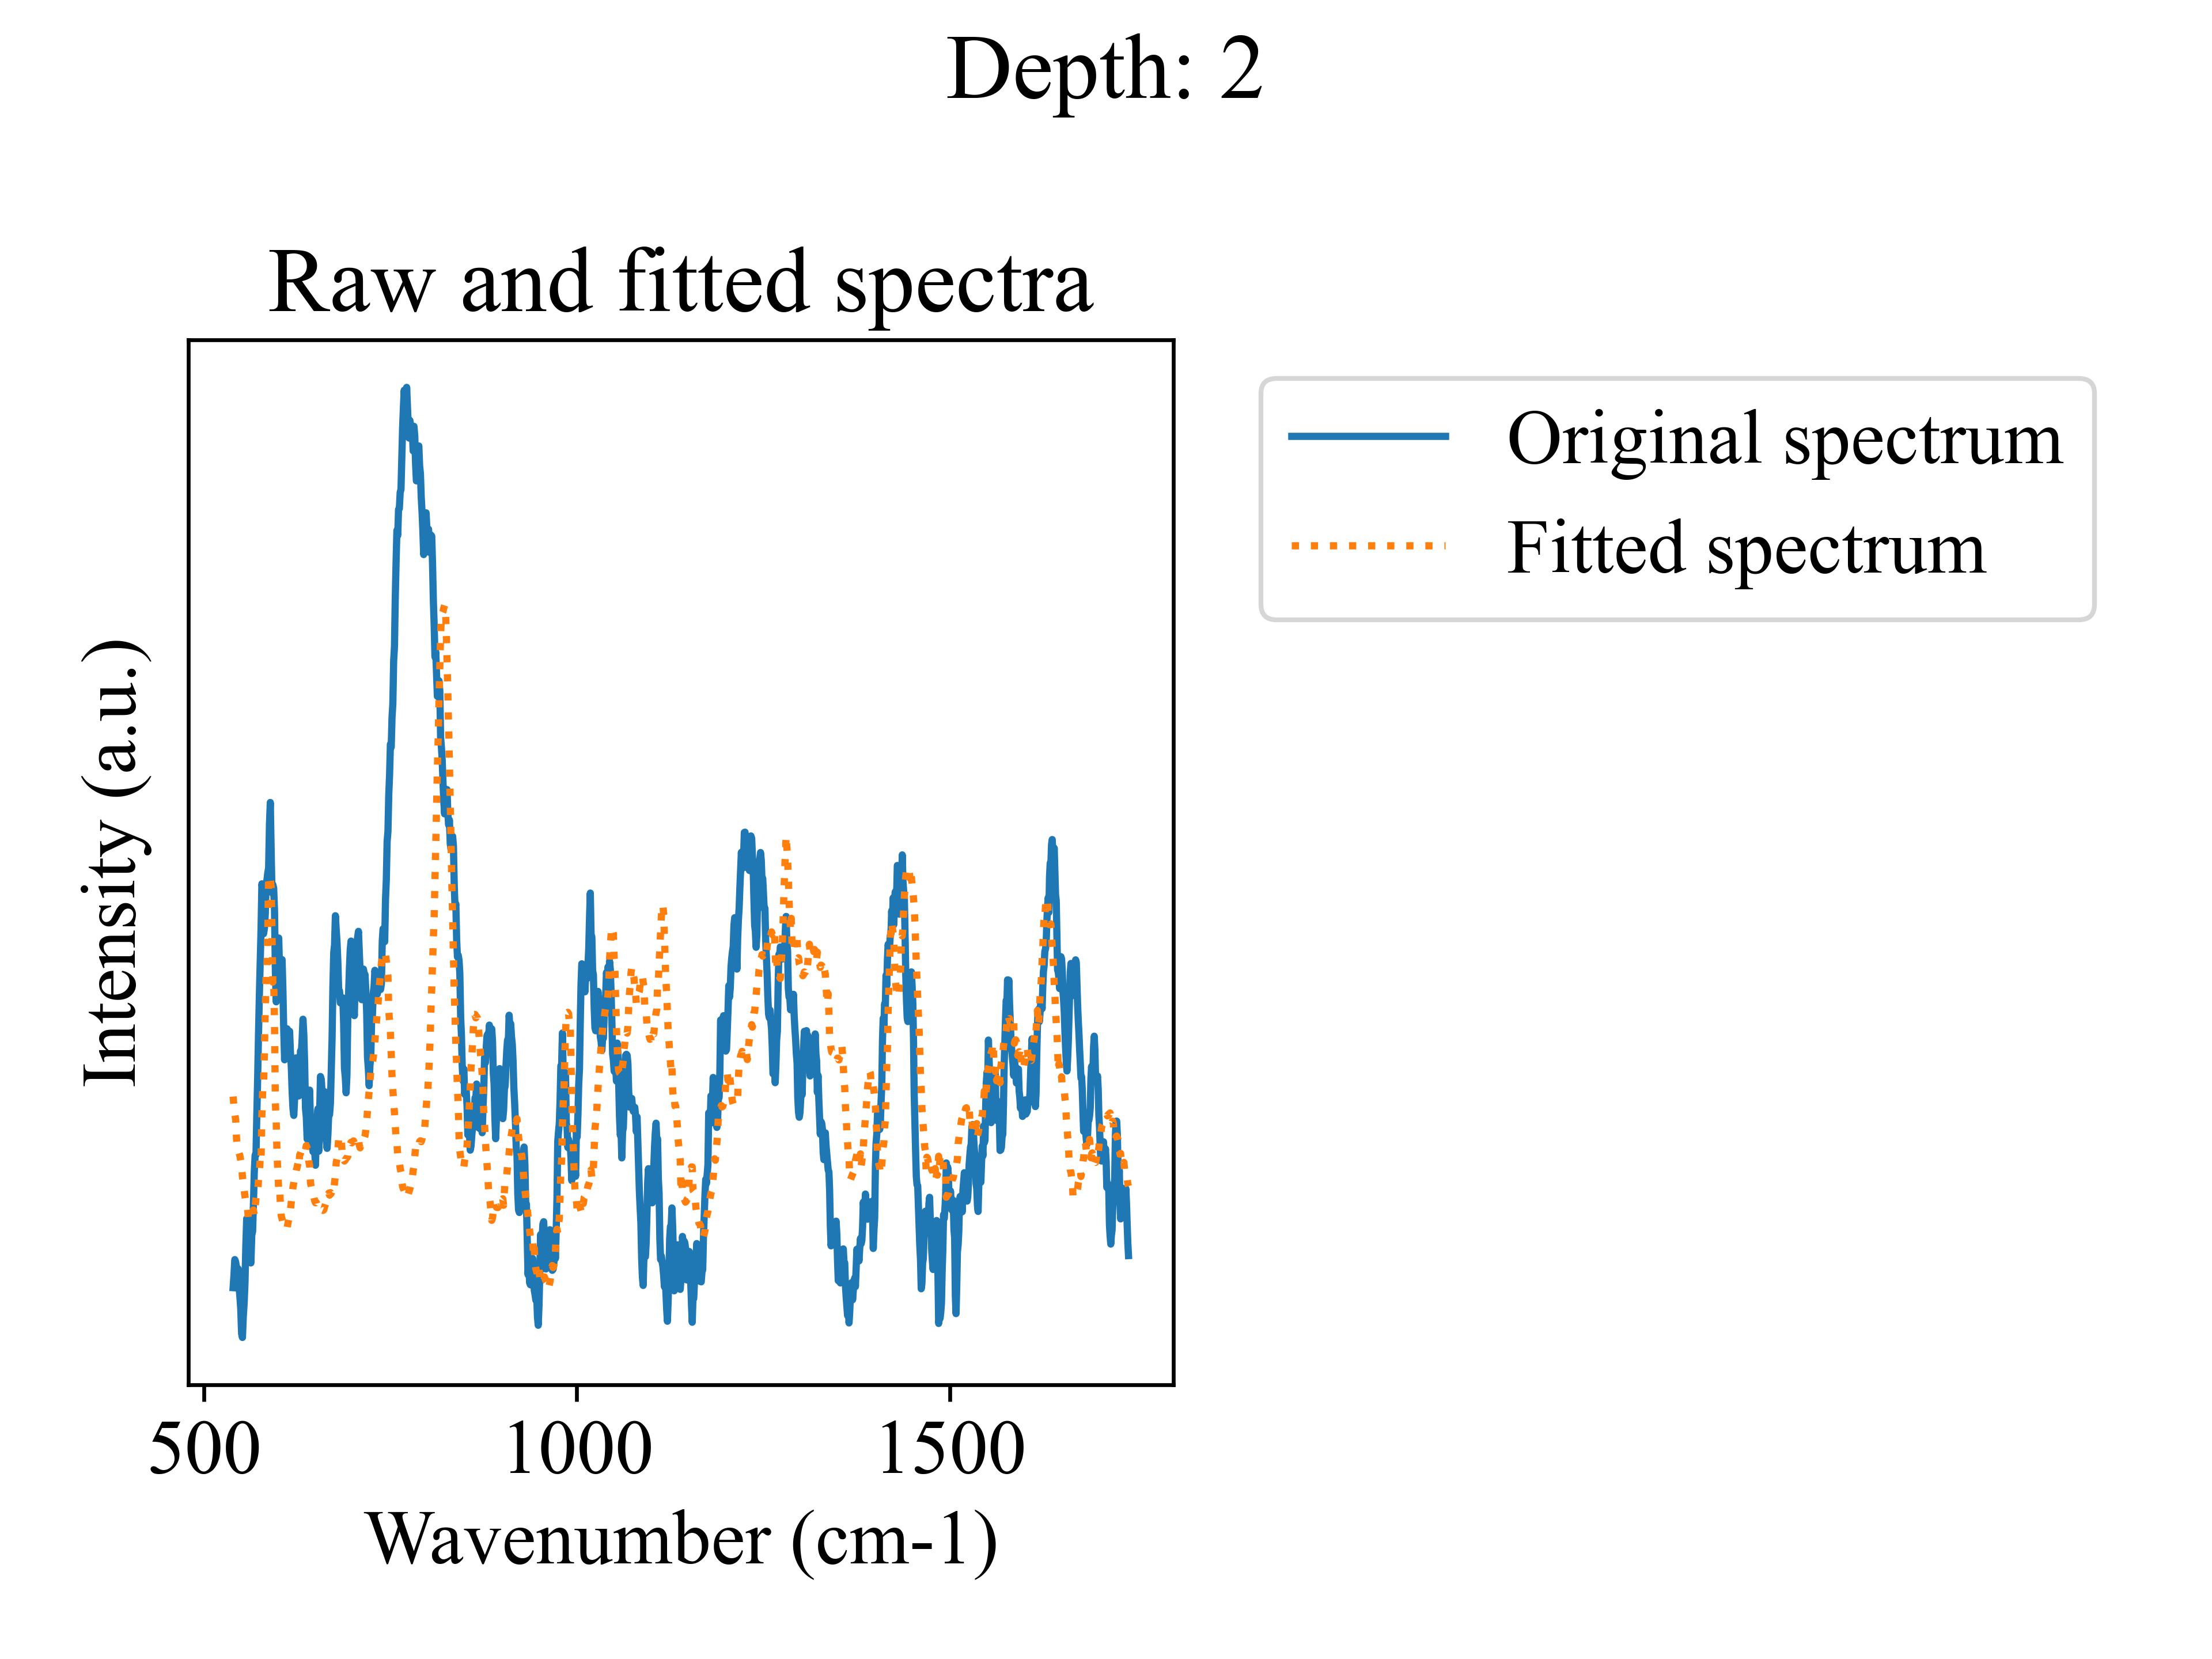 Depth: 2
Raw and fitted spectra
Original spectrum
Fitted spectrum
Intensity (a.u.)
500 1000 1500
Wavenumber (cm-1)